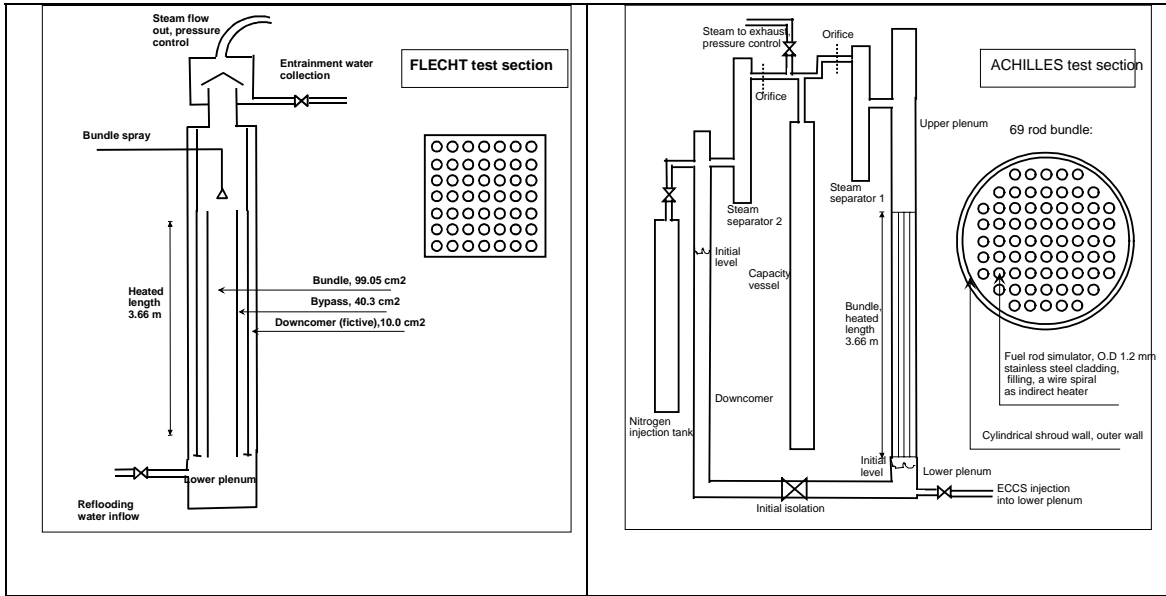 Steam flow
out, pressure
control
FLECHT test section
Entrainment water
collection
Bundle spray
Heated
length
3.66 m
Bundle, 99.05 cm2
Bypass, 40.3 cm2
Downcomer (fictive),10.0 cm2
Lower plenum
Reflooding
water inflow
Steam to exhaust,
pressure control
Orifice
ACHILLES test section
Orifice
Upper plenum
69 rod bundle:
Steam
separator 1
Steam
separator 2
Initial
level
Capacity
vessel
Bundle,
heated
length
3.66 m
Fuel rod simulator, O.D 1.2 mm
stainless steel cladding,
filling, a wire spiral
as indirect heater
Downcomer
Nitrogen
injection tank
Cylindrical shroud wall, outer wall
Initial
level
Lower plenum
ECCS injection
into lower plenum
Initial isolation